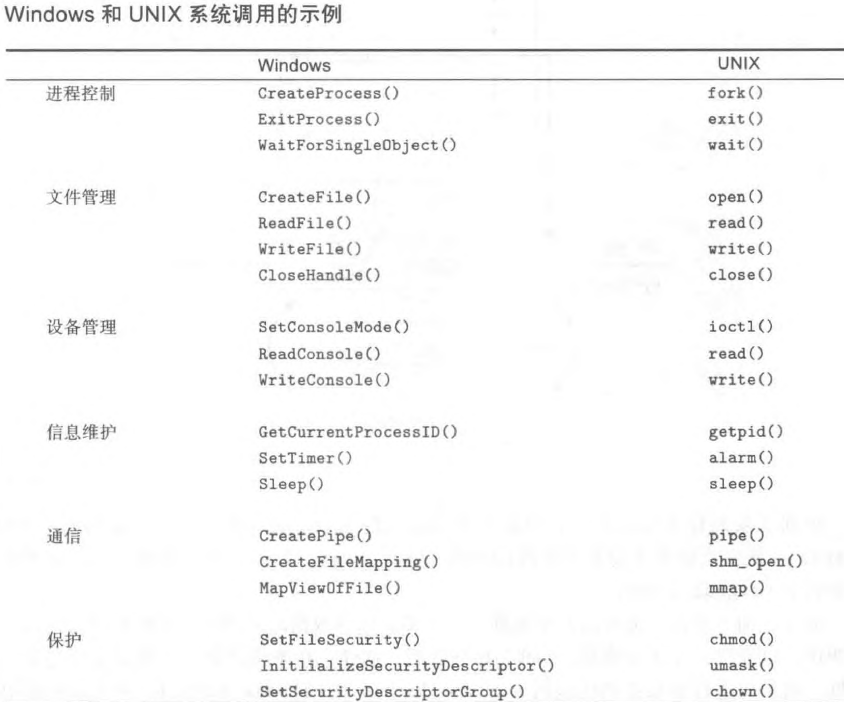 Windows 和 UNIX 系统调用的示例
Windows UNIX
进程控制 CreateProcess() fork()
ExitProcess() exit()
WaitForSingleObject() wait()
文件管理 CreateFile() open()
ReadFile() read()
WriteFile() write()
CloseHandle() close()
设备管理 SetConsoleMode() ioctl()
ReadConsole() read()
WriteConsole() write()
信息维护 GetCurrentProcessID() getpid()
SetTimer() alarm()
Sleep() sleep()
通信 CreatePipe() pipe()
CreateFileMapping() shm_open()
MapViewOfFile() mmap()
保护 SetFileSecurity() chmod()
InitlializeSecurityDescriptor() umask()
SetSecurityDescriptorGroup() chown()